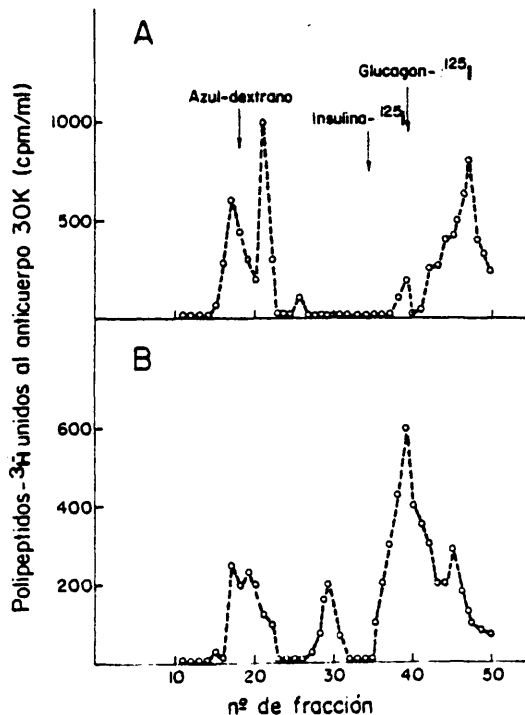 Polipeptidos-³H unidos al anticuerpo 30K (cpm/ml)
A
Glucagon-¹²⁵I
Azul-dextrano
Insulina-¹²⁵I
1000
500
B
600
400
200
10 20 30 40 50
nº de fracción